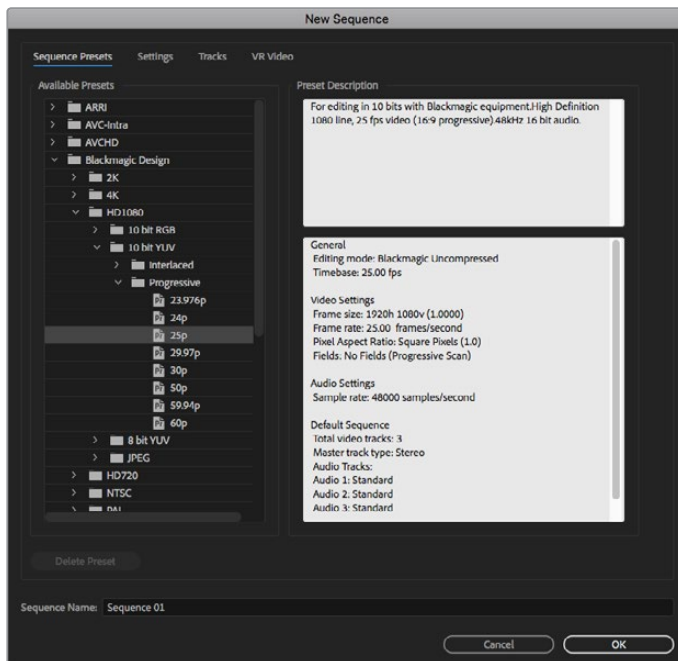 New Sequence
Sequence Presets Settings Tracks VR Video
Available Presets
ARRI
AVC-Intra
AVCHD
Blackmagic Design
2K
4K
HD1080
10 bit RGB
10 bit YUV
Interlaced
Progressive
23.976p
24p
25p
29.97p
30p
50p
59.94p
60p
8 bit YUV
JPEG
HD720
NTSC
PAL
Delete Preset
Preset Description
For editing in 10 bits with Blackmagic equipment.High Definition
1080 line, 25 fps video (16:9 progressive).48kHz 16 bit audio.
General
Editing mode: Blackmagic Uncompressed
Timebase: 25.00 fps
Video Settings
Frame size: 1920h 1080v (1.0000)
Frame rate: 25.00 frames/second
Pixel Aspect Ratio: Square Pixels (1.0)
Fields: No Fields (Progressive Scan)
Audio Settings
Sample rate: 48000 samples/second
Default Sequence
Total video tracks: 3
Master track type: Stereo
Audio Tracks:
Audio 1: Standard
Audio 2: Standard
Audio 3: Standard
Sequence Name: Sequence 01
Cancel OK